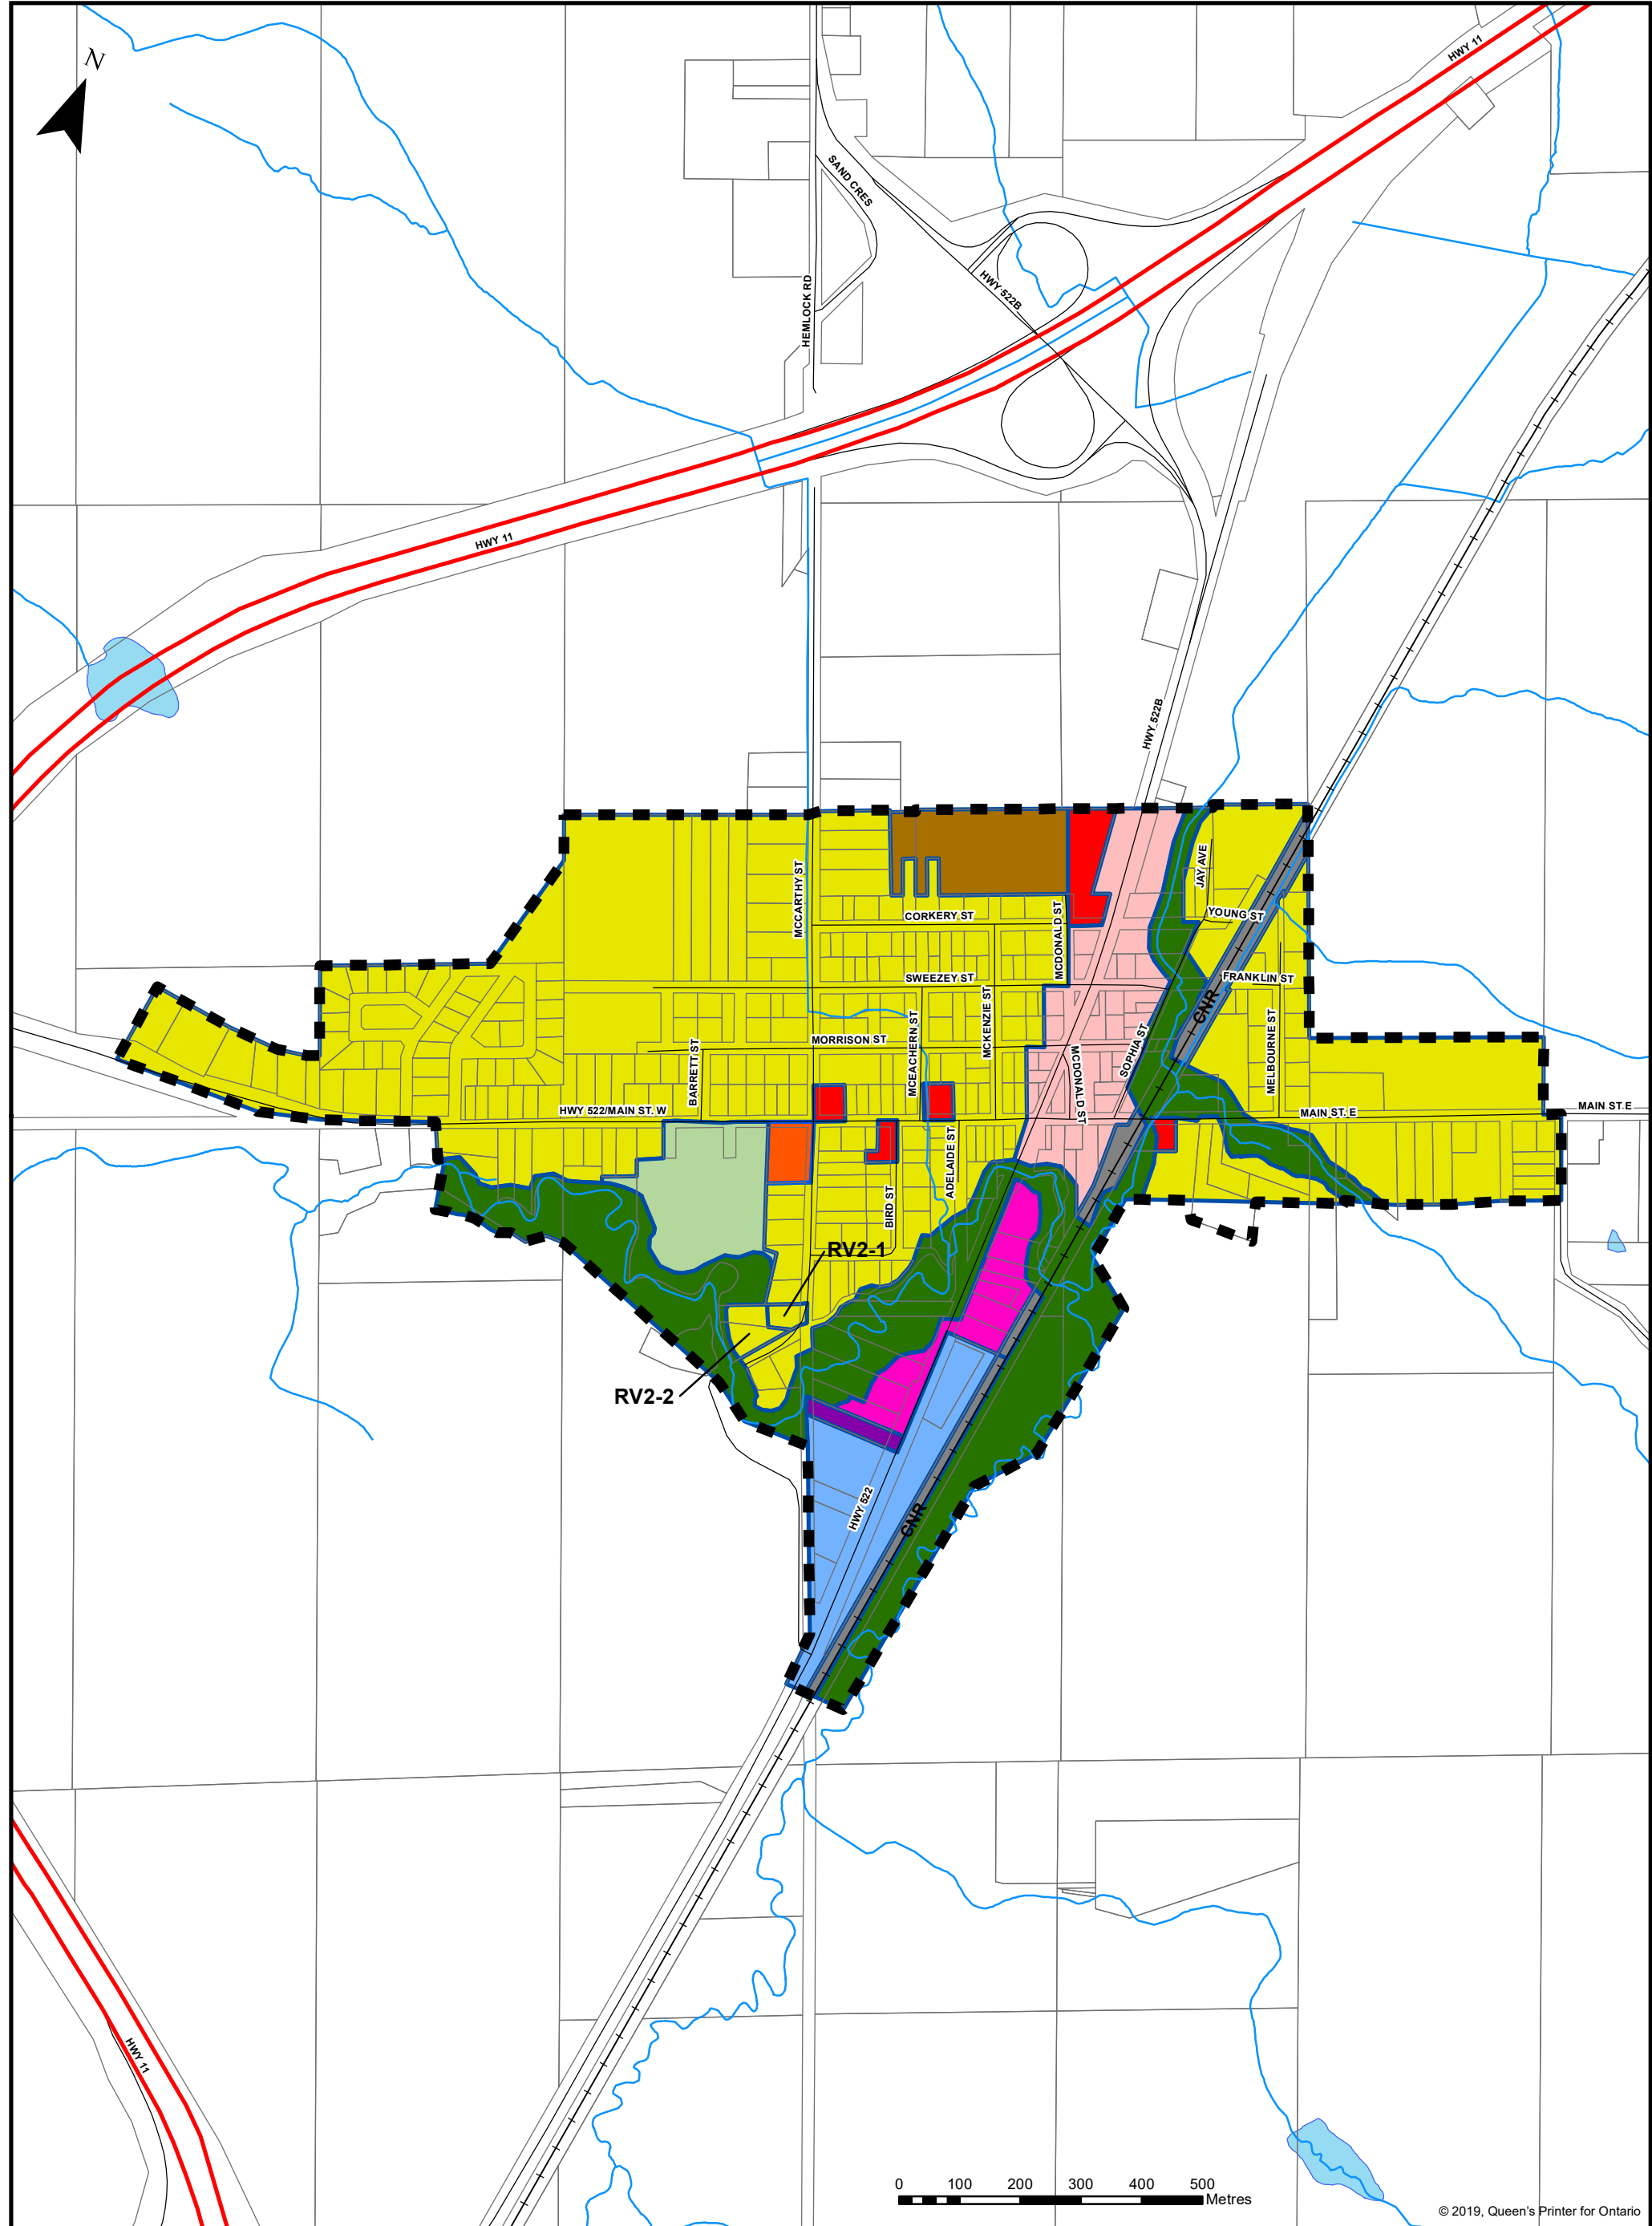 N
HWY 11
SAND CRES
HEMLOCK RD
HWY 522B
HWY 11
HWY 522B
MCCARTHY ST
JAY AVE
CORKERY ST
MCDONALD ST
YOUNG ST
SWEEZEY ST
FRANKLIN ST
CNR
MCKENZIE ST
MCEACHERN ST
MORRISON ST
BARRETT ST
SOPHIA ST
MELBOURNE ST
MCDONALD ST
HWY 522/MAIN ST. W
MAIN ST. E
MAIN ST E
ADELAIDE ST.
BIRD ST
RV2-1
RV2-2
HWY 522
CNR
HWY 11
0 100 200 300 400 500
Metres
© 2019, Queen's Printer for Ontario